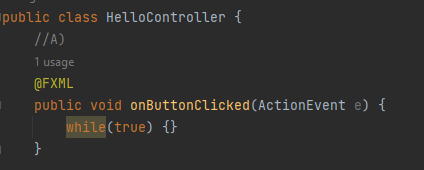 public class HelloController {
//A)
1 usage
@FXML
public void onButtonClicked(ActionEvent e) {
while(true) {}
}